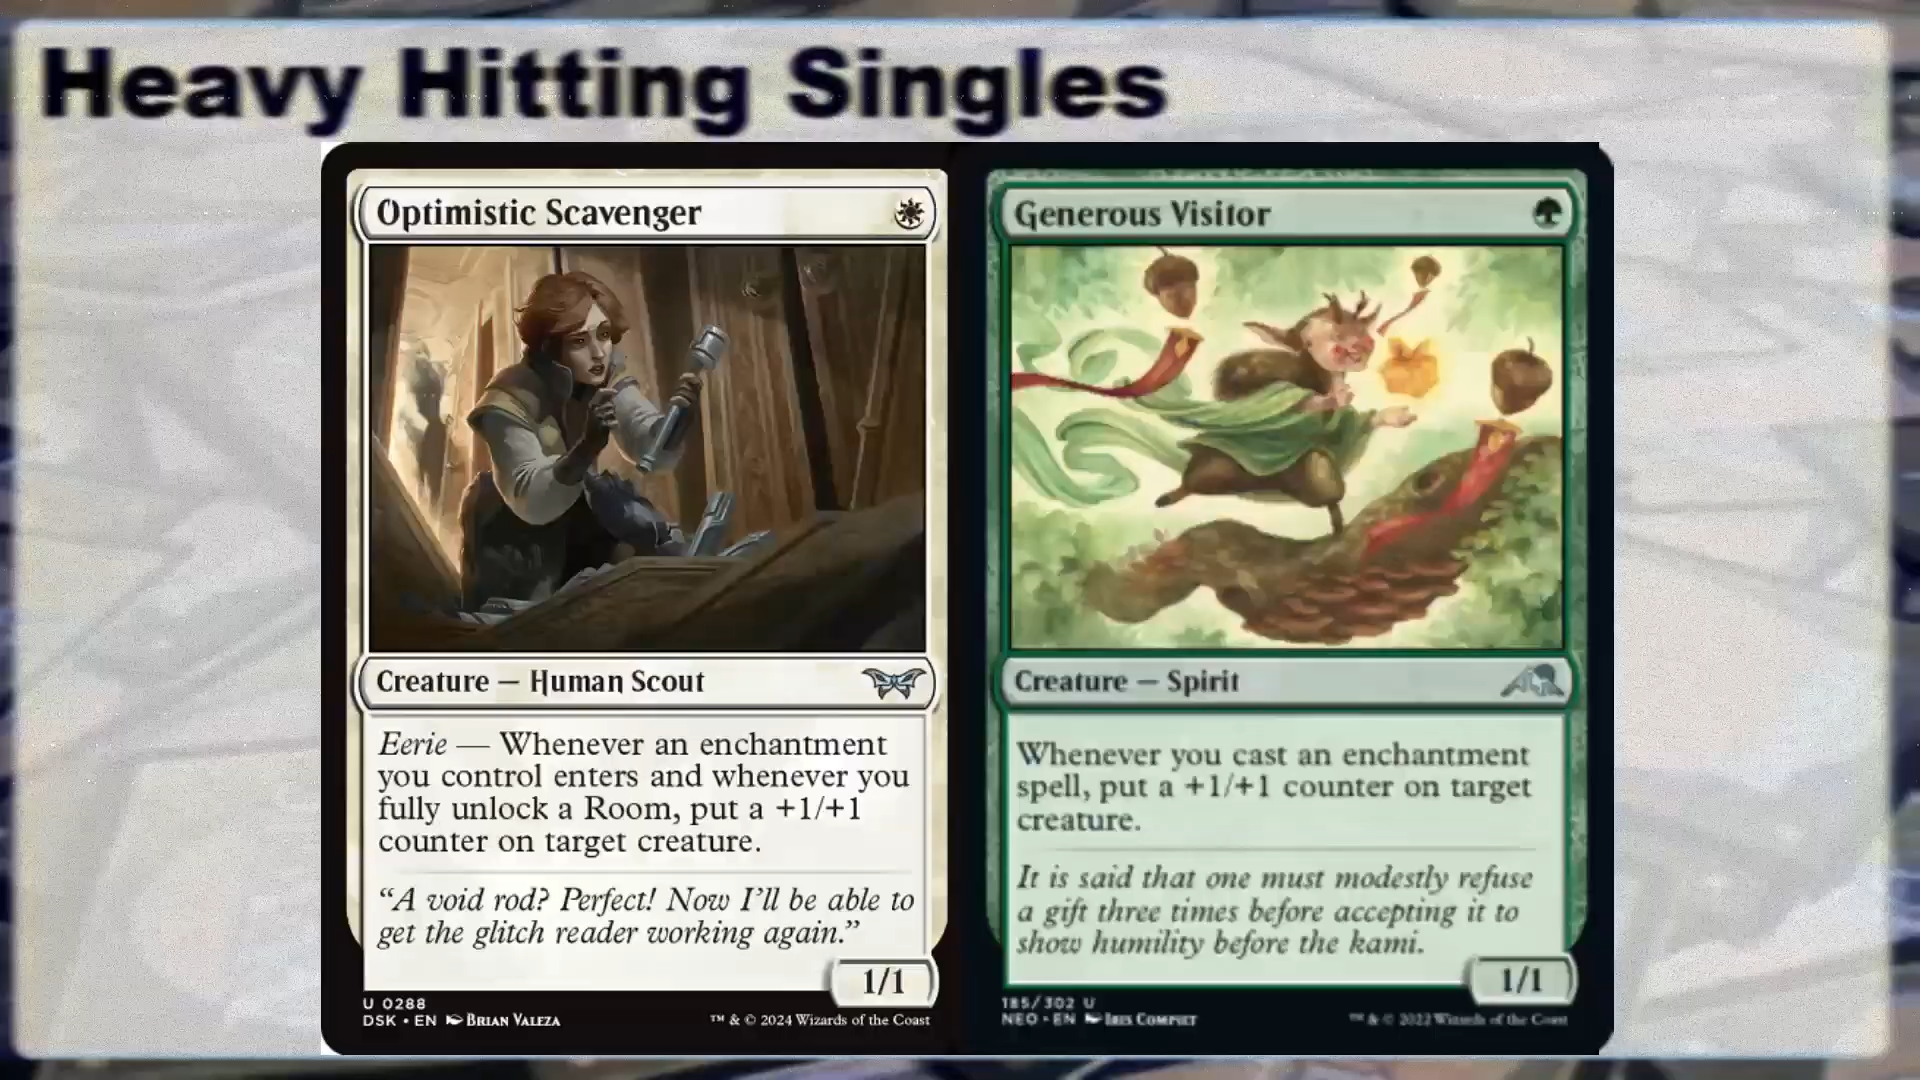 Heavy Hitting Singles
Optimistic Scavenger
Creature — Human Scout
Eerie — Whenever an enchantment
you control enters and whenever you
fully unlock a Room, put a +1/+1
counter on target creature.
“A void rod? Perfect! Now I’ll be able to
get the glitch reader working again.”
1/1
U 0288
DSK • EN BRIAN VALEZA
™ & © 2024 Wizards of the Coast
Generous Visitor
Creature — Spirit
Whenever you cast an enchantment
spell, put a +1/+1 counter on target
creature.
It is said that one must modestly refuse
a gift three times before accepting it to
show humility before the kami.
1/1
185/302 U
NEO • EN IRIS COMPIET
™ & © 2022 Wizards of the Coast